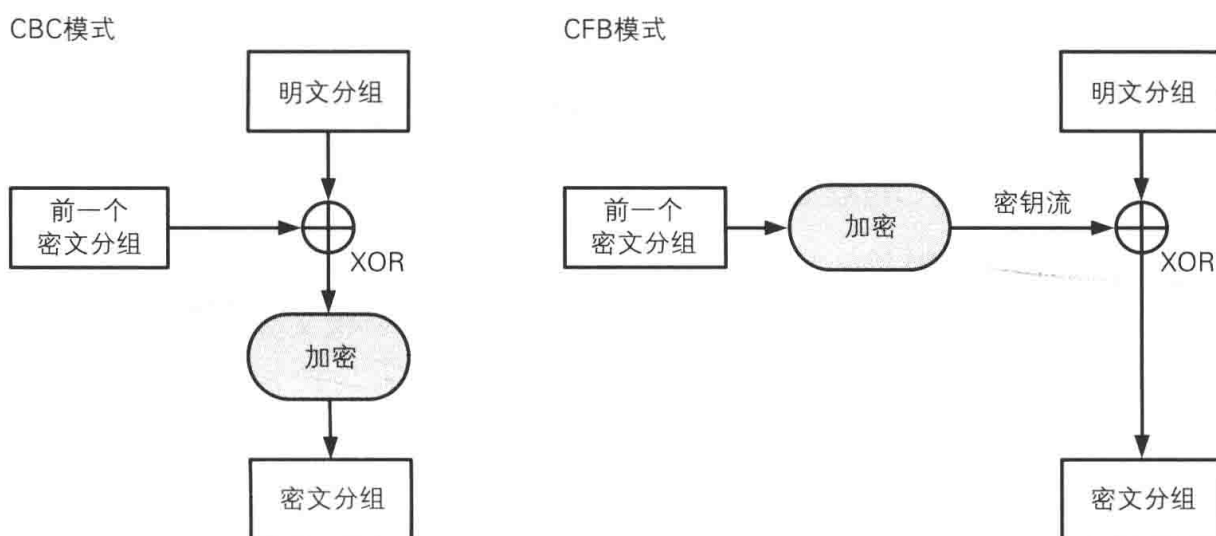 CBC模式
明文分组
前一个
密文分组
XOR
加密
密文分组
CFB模式
明文分组
前一个
密文分组
加密
密钥流
XOR
密文分组